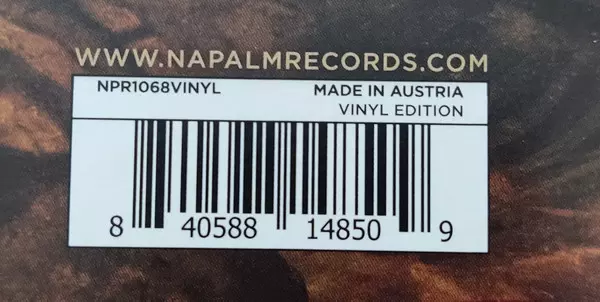 WWW.NAPALMRECORDS.COM
NPR1068VINYL MADE IN AUSTRIA
VINYL EDITION
8 40588 14850 9